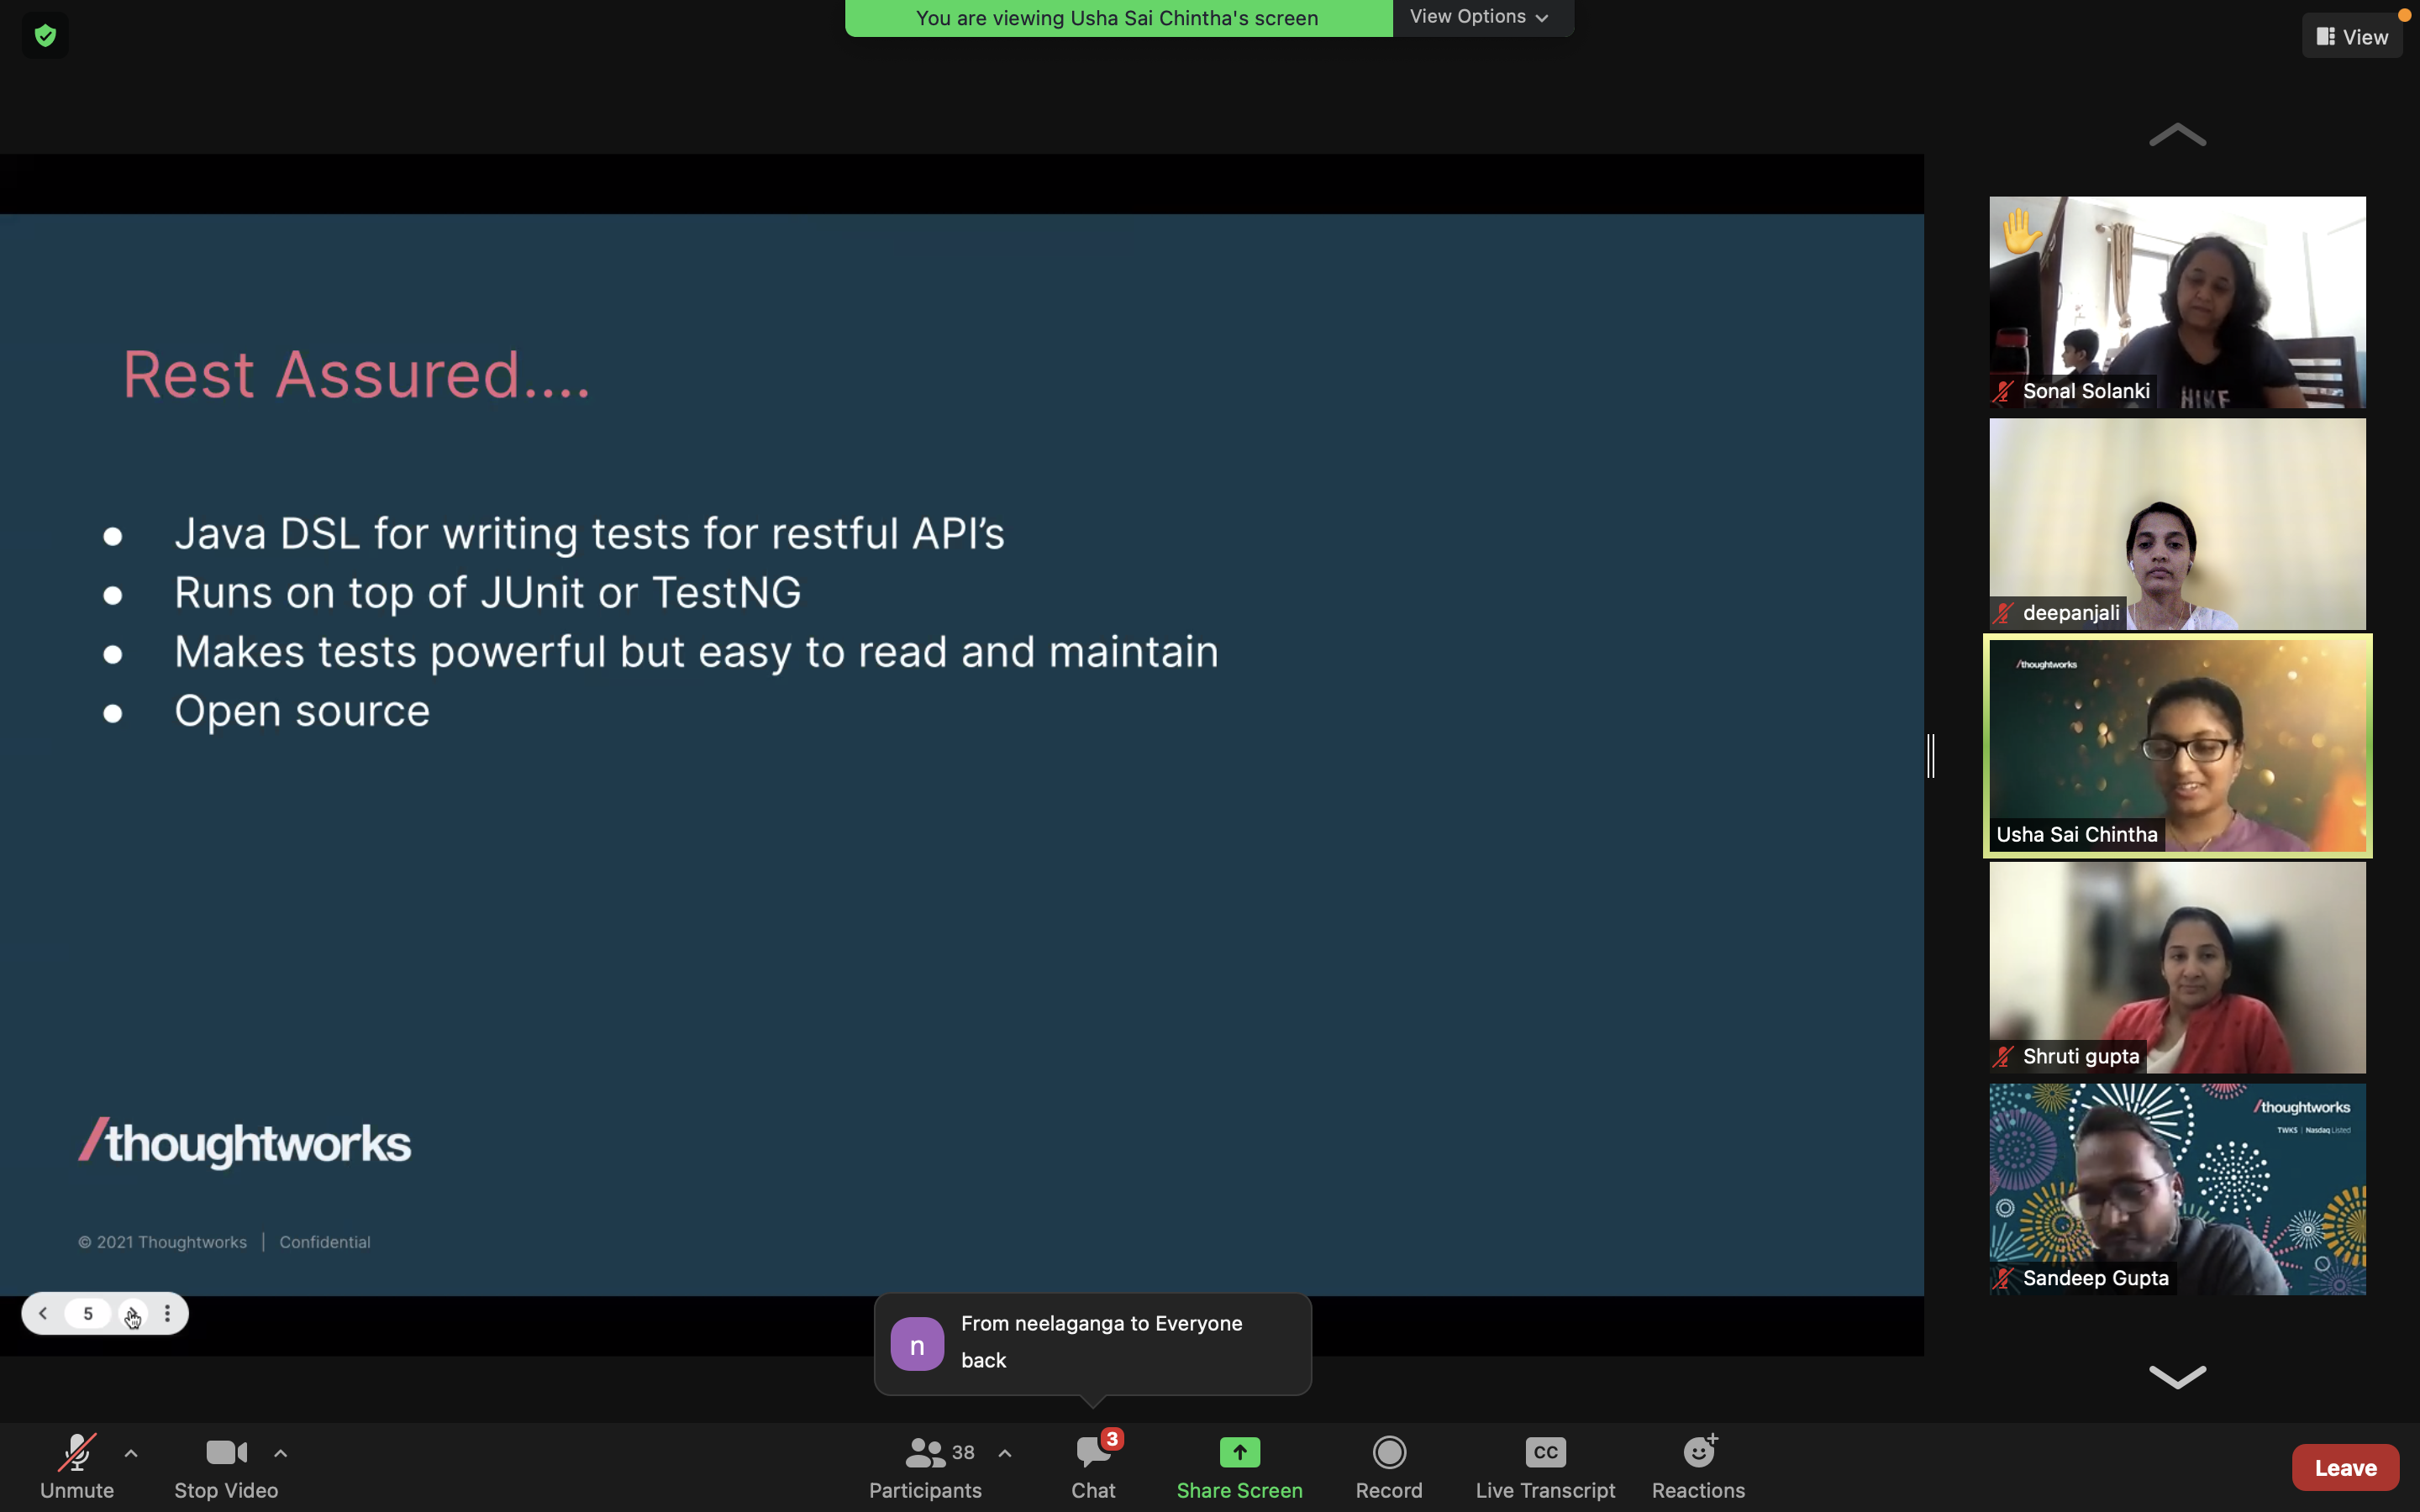 You are viewing Usha Sai Chintha's screen
View Options
View
Rest Assured....
Java DSL for writing tests for restful API's
Runs on top of JUnit or TestNG
Makes tests powerful but easy to read and maintain
Open source
/thoughtworks
© 2021 Thoughtworks | Confidential
5
HIKE
Sonal Solanki
deepanjali
/thoughtworks
Usha Sai Chintha
Shruti gupta
/thoughtworks
TWKS | Nasdaq Listed
Sandeep Gupta
n
From neelaganga to Everyone
back
Unmute
Stop Video
38
Participants
3
Chat
Share Screen
Record
CC
Live Transcript
Reactions
Leave